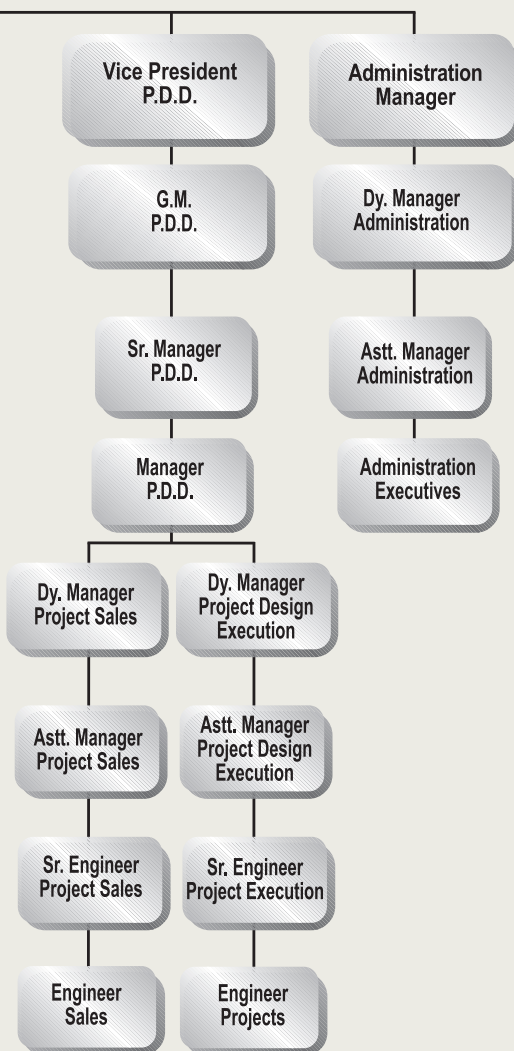 Vice President
P.D.D.
Administration
Manager
G.M.
P.D.D.
Dy. Manager
Administration
Sr. Manager
P.D.D.
Astt. Manager
Administration
Manager
P.D.D.
Administration
Executives
Dy. Manager
Project Sales
Dy. Manager
Project Design
Execution
Astt. Manager
Project Sales
Astt. Manager
Project Design
Execution
Sr. Engineer
Project Sales
Sr. Engineer
Project Execution
Engineer
Sales
Engineer
Projects